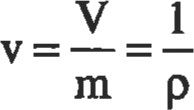 v = V/m = 1/ρ